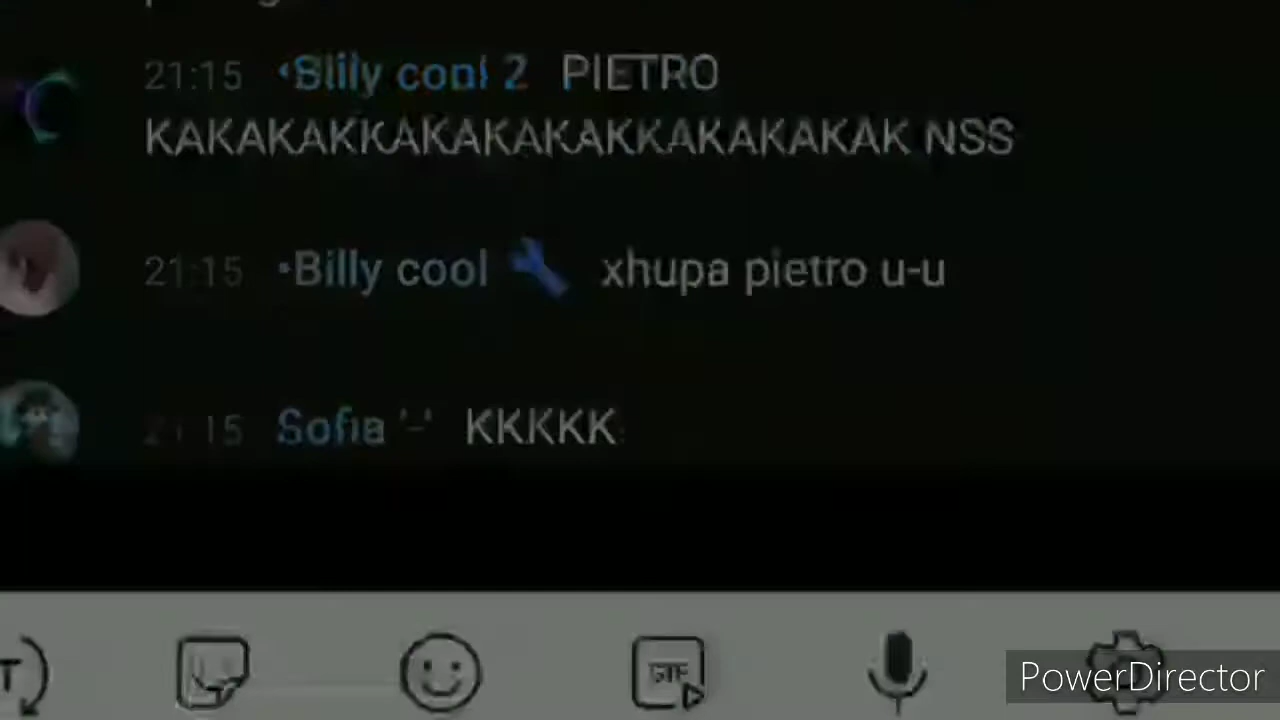 21:15 •Billy cool 2 PIETRO
KAKAKAKKAKAKAKAKKAKAKAKAK NSS
21:15 •Billy cool xhupa pietro u-u
21:15 Sofia '-' KKKKK
T
GIF
PowerDirector